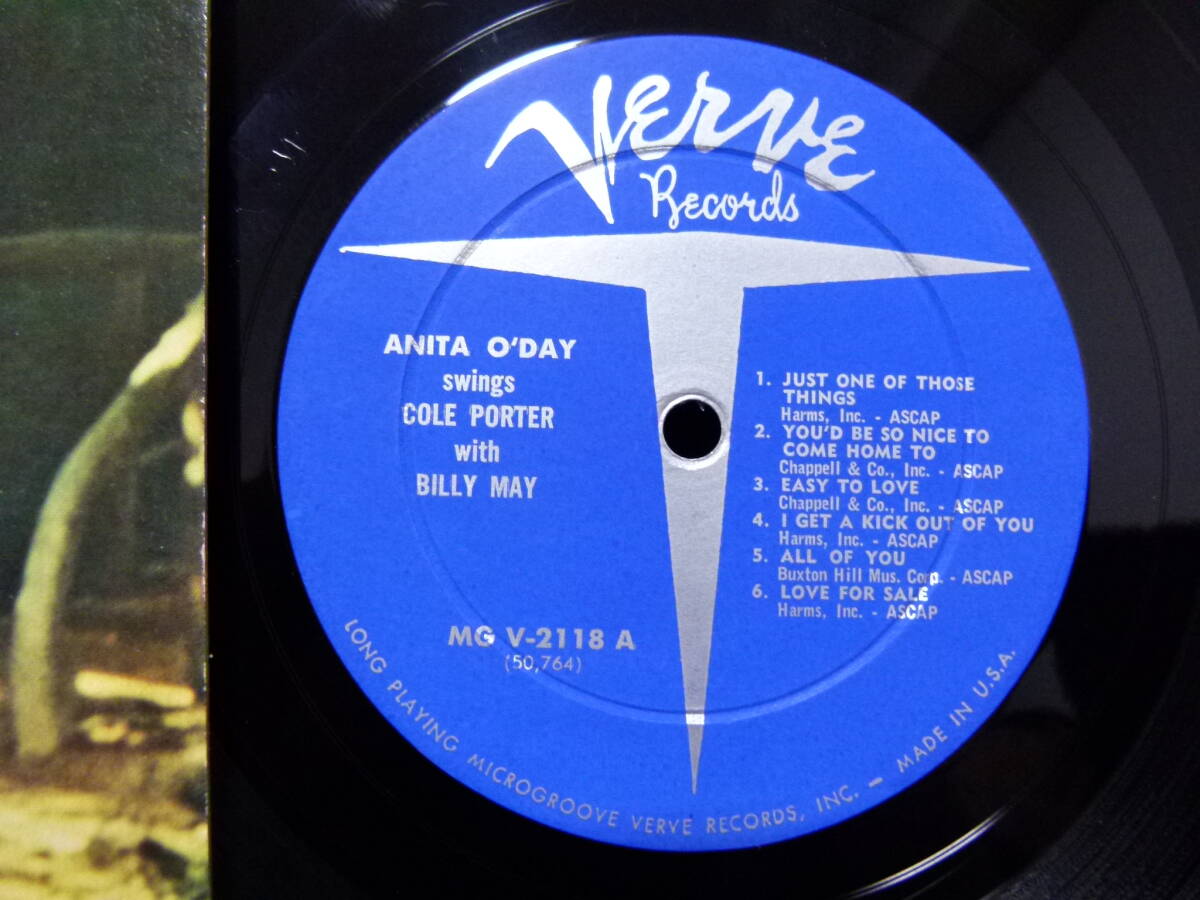 Verve
Records
ANITA O'DAY
swings
COLE PORTER
with
BILLY MAY
1. JUST ONE OF THOSE
THINGS
Harms, Inc. - ASCAP
2. YOU'D BE SO NICE TO
COME HOME TO
Chappell & Co., Inc. - ASCAP
3. EASY TO LOVE
Chappell & Co., Inc. - ASCAP
4. I GET A KICK OUT OF YOU
Harms, Inc. - ASCAP
5. ALL OF YOU
Buxton Hill Mus. Corp. - ASCAP
6. LOVE FOR SALE
Harms, Inc. - ASCAP
MG V-2118 A
(50,764)
LONG PLAYING MICROGROOVE VERVE RECORDS, INC. — MADE IN U.S.A.